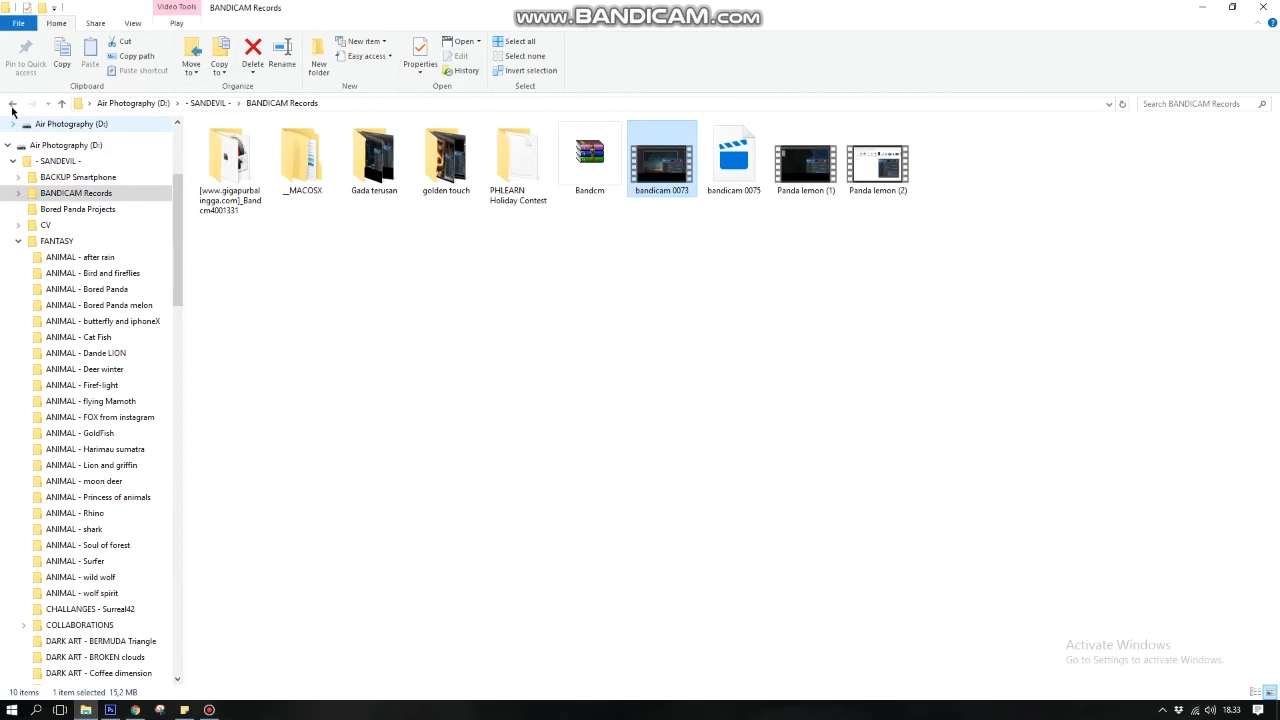 Video Tools
BANDICAM Records
www.BANDICAM.com
File
Home
Share
View
Play
Pin to Quick access
Copy
Paste
Cut
Copy path
Paste shortcut
Clipboard
Move to
Copy to
Delete
Rename
Organize
New folder
New item
Easy access
New
Properties
Open
Edit
History
Open
Select all
Select none
Invert selection
Select
Air Photography (D:)
- SANDEVIL -
BANDICAM Records
Search BANDICAM Records
Air Photography (D:)
Air Photography (D:)
- SANDEVIL -
BACKUP Smartphone
BANDICAM Records
Bored Panda Projects
CV
FANTASY
ANIMAL - after rain
ANIMAL - Bird and fireflies
ANIMAL - Bored Panda
ANIMAL - Bored Panda melon
ANIMAL - butterfly and iphoneX
ANIMAL - Cat Fish
ANIMAL - Dande LION
ANIMAL - Deer winter
ANIMAL - Firef-light
ANIMAL - flying Mamoth
ANIMAL - FOX from instagram
ANIMAL - GoldFish
ANIMAL - Harimau sumatra
ANIMAL - Lion and griffin
ANIMAL - moon deer
ANIMAL - Princess of animals
ANIMAL - Rhino
ANIMAL - shark
ANIMAL - Soul of forest
ANIMAL - Surfer
ANIMAL - wild wolf
ANIMAL - wolf spirit
CHALLANGES - Surreal42
COLLABORATIONS
DARK ART - BERMUDA Triangle
DARK ART - BROKEN clouds
DARK ART - Coffee dimension
[www.gigapurbal
ingga.com]_Band
cm4001331
__MACOSX
Gada terusan
golden touch
PHLEARN
Holiday Contest
Bandcm
bandicam 0073
bandicam 0075
Panda lemon (1)
Panda lemon (2)
Activate Windows
Go to Settings to activate Windows.
10 items
1 item selected 15,2 MB
Ps
18.33